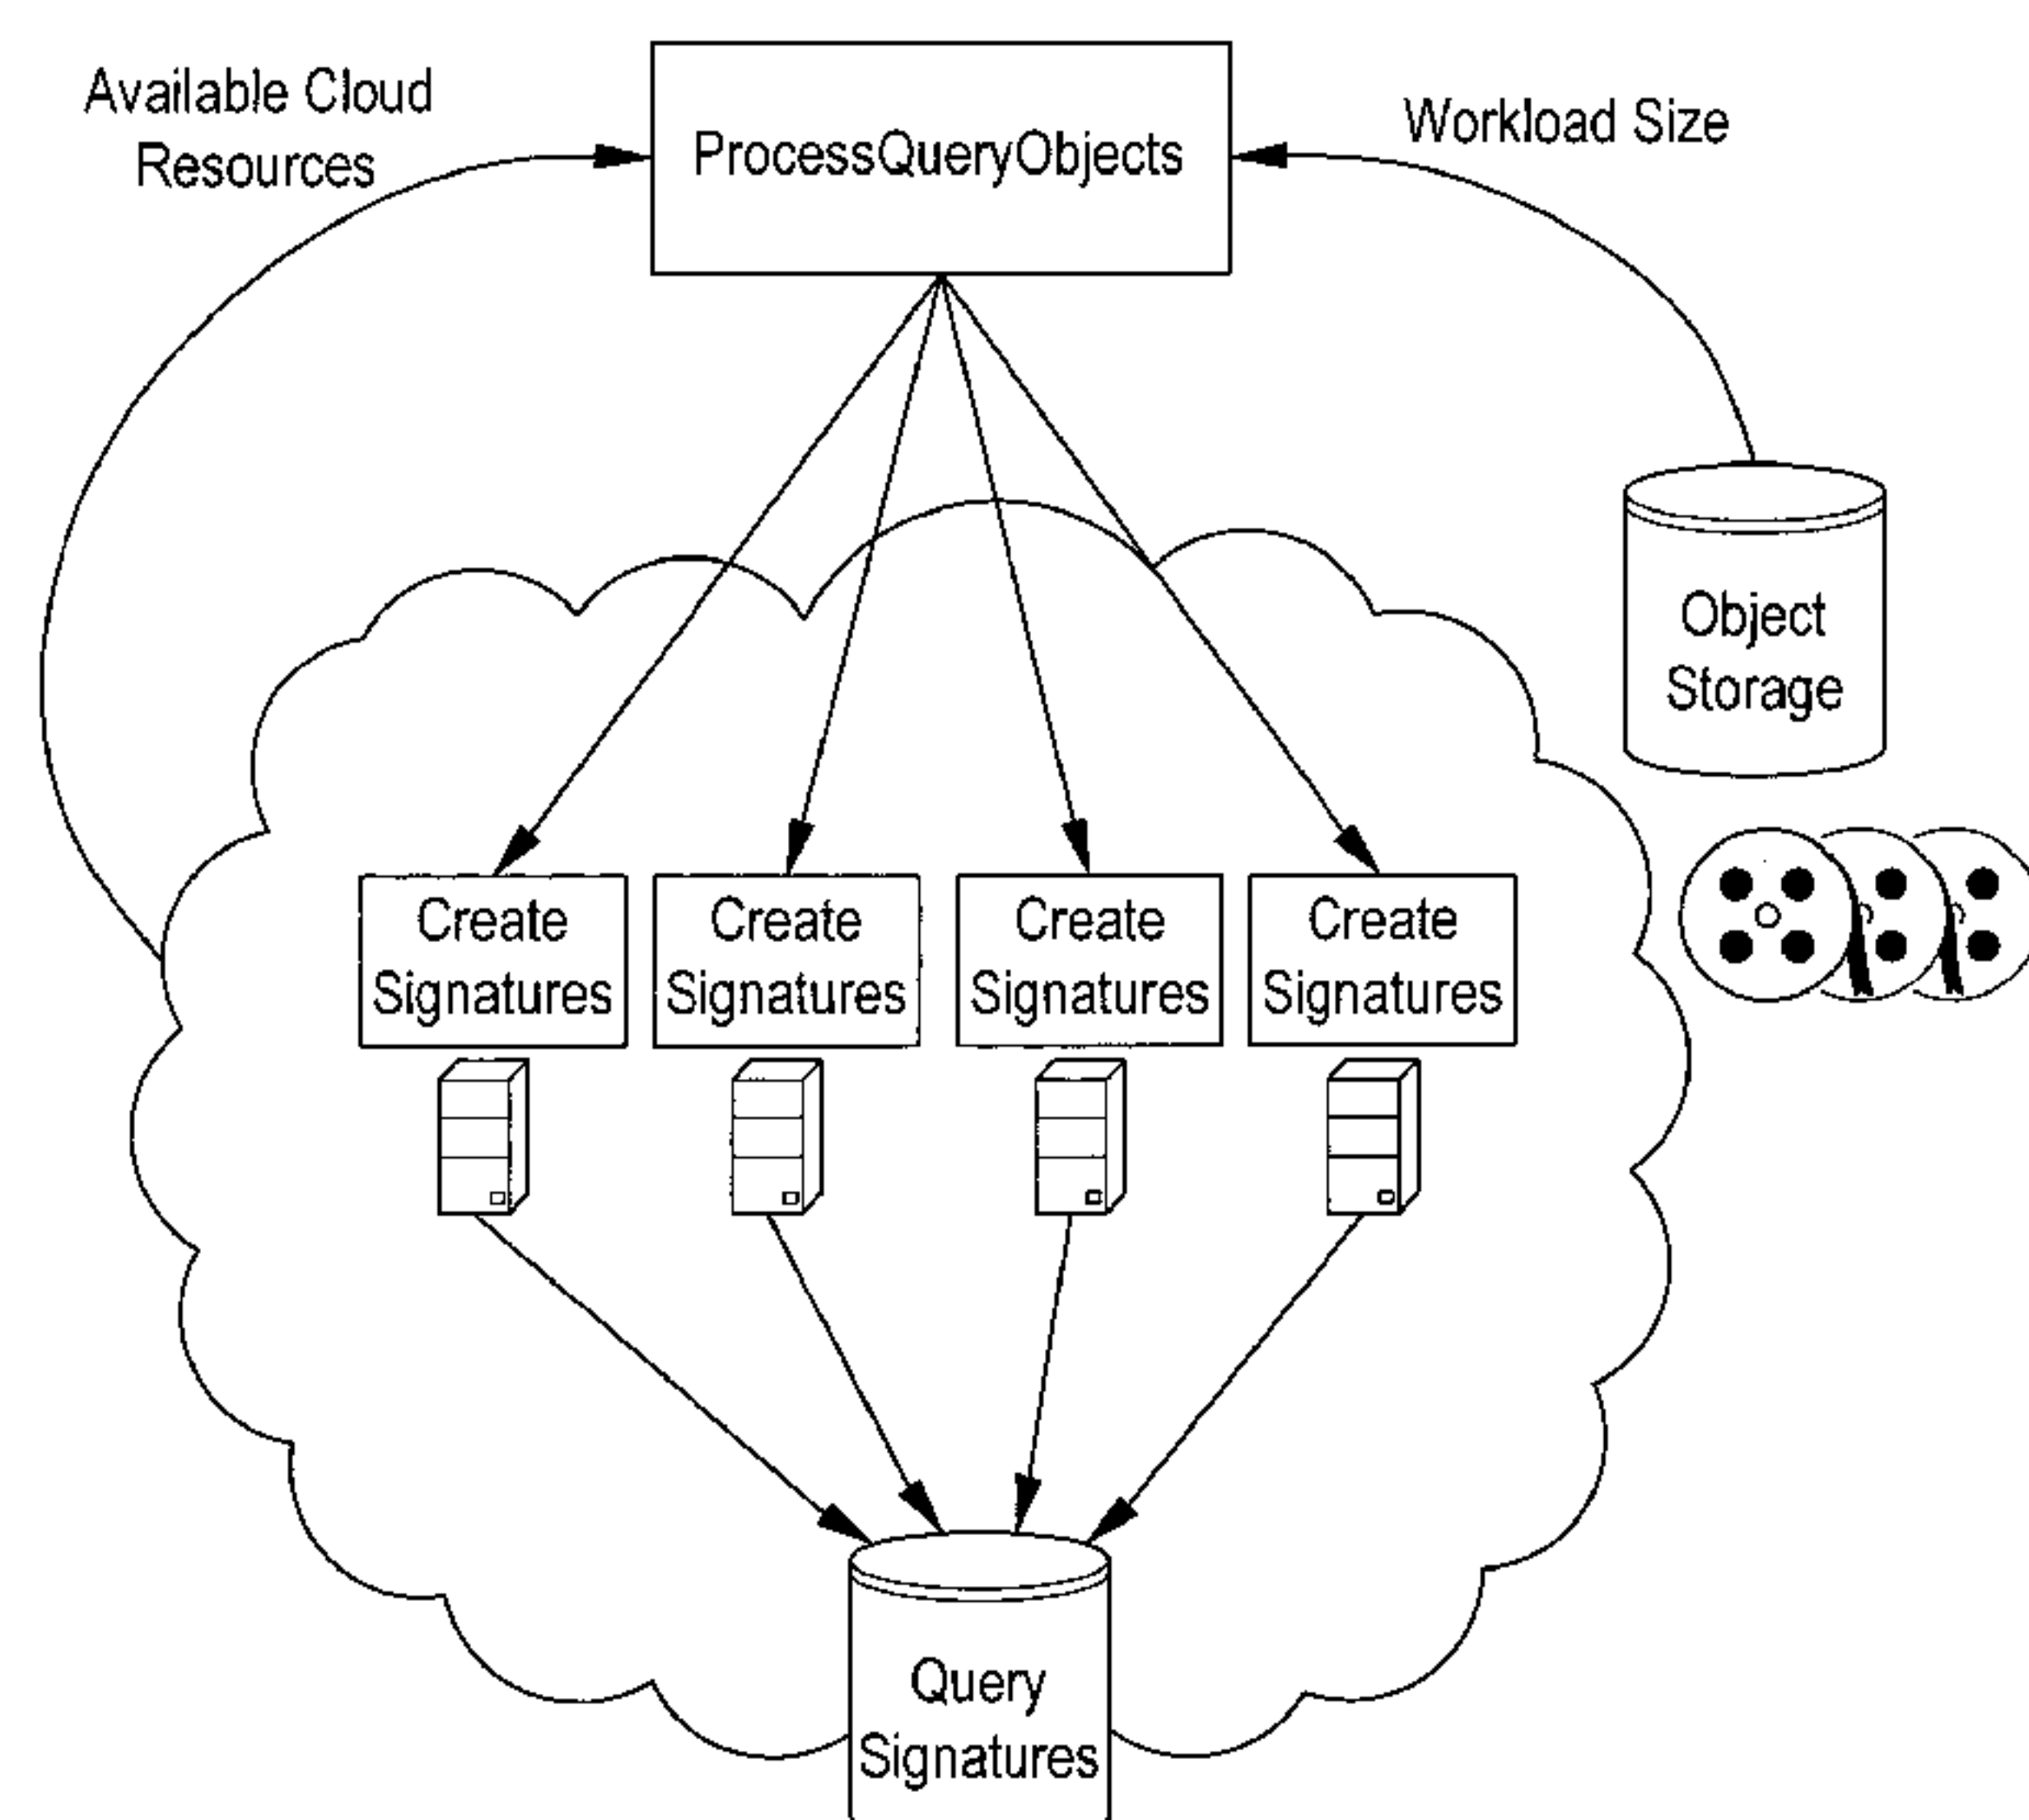 Available Cloud
Resources
ProcessQueryObjects
Workload Size
Object
Storage
Create
Signatures
Create
Signatures
Create
Signatures
Create
Signatures
Query
Signatures